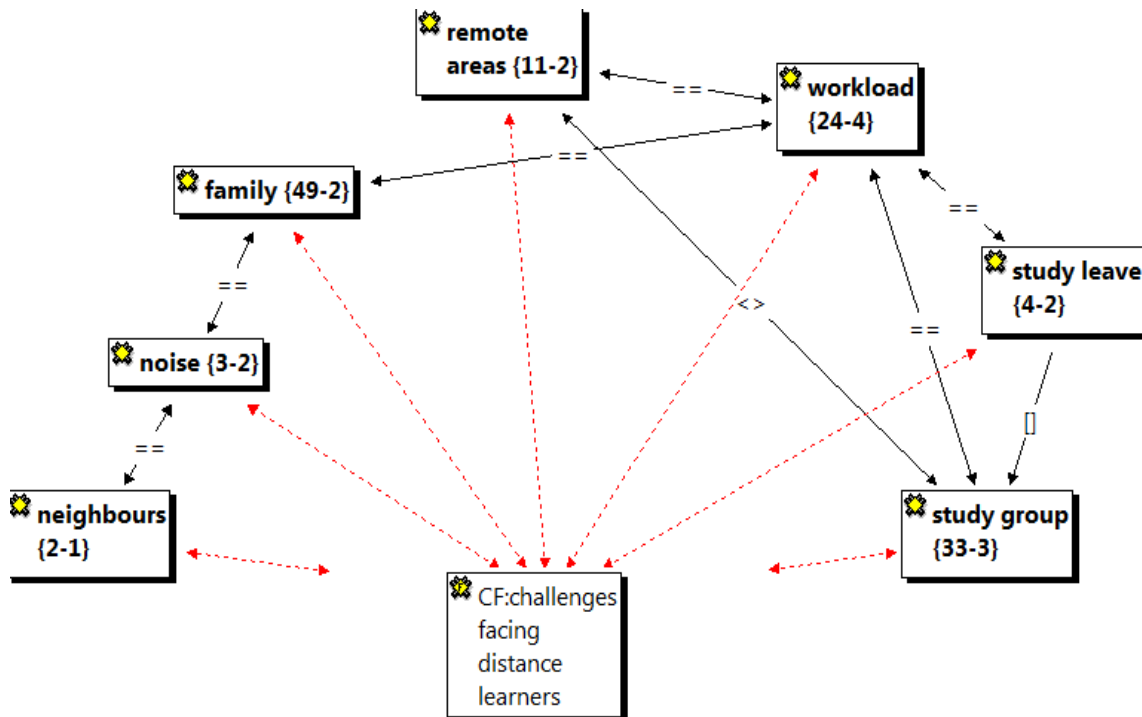 remote
areas {11-2}
==
workload
{24-4}
==
family {49-2}
==
study leave
{4-2}
==
<>
==
noise {3-2}
[]
==
neighbours
{2-1}
study group
{33-3}
F
CF:challenges
facing
distance
learners